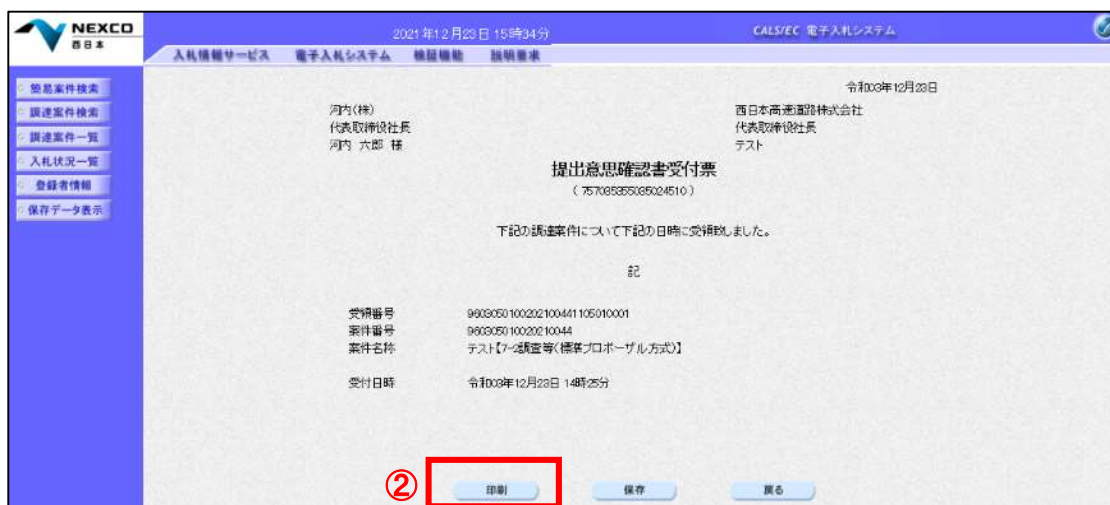 NEXCO
西日本
2021年12月23日 15時34分
CALS/EC 電子入札システム
入札情報サービス 電子入札システム 検証機能 説明要求
簡易案件検索
調達案件検索
調達案件一覧
入札状況一覧
登録者情報
保存データ表示
令和03年12月23日
河内(株)
代表取締役社長
河内 六郎 様
西日本高速道路株式会社
代表取締役社長
テスト
提出意思確認書受付票
( 757085355035024510 )
下記の調達案件について下記の日時に受領致しました。
記
受領番号 9603050100202100441105010001
案件番号 96030501002021 0044
案件名称 テスト【7-2調査等(標準プロポーザル方式)】
受付日時 令和03年12月23日 14時25分
②
印刷 保存 戻る